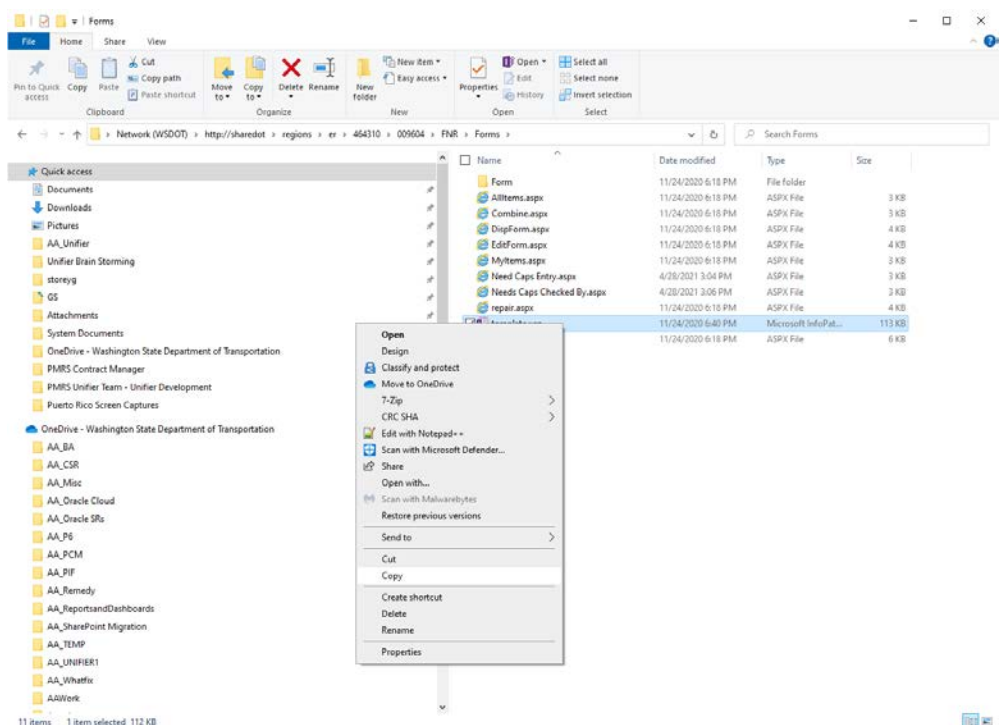 Forms
File Home Share View
Pin to Quick access
Copy
Paste
Cut
Copy path
Paste shortcut
Clipboard
Move to
Copy to
Delete
Rename
Organize
New folder
New item
Easy access
New
Properties
Open
Edit
History
Open
Select all
Select none
Invert selection
Select
Network (WSDOT) › http://sharedot › regions › er › 464310 › 009604 › FNR › Forms ›
Search Forms
Quick access
Documents
Downloads
Pictures
AA_Unifier
Unifier Brain Storming
storeyg
GS
Attachments
System Documents
OneDrive - Washington State Department of Transportation
PMRS Contract Manager
PMRS Unifier Team - Unifier Development
Puerto Rico Screen Captures
OneDrive - Washington State Department of Transportation
AA_BA
AA_CSR
AA_Misc
AA_Oracle Cloud
AA_Oracle SRs
AA_P6
AA_PCM
AA_PIF
AA_Remedy
AA_ReportsandDashboards
AA_SharePoint Migration
AA_TEMP
AA_UNIFIER1
AA_Whatfix
AAWork
Name Date modified Type Size
Form 11/24/2020 6:18 PM File folder
AllItems.aspx 11/24/2020 6:18 PM ASPX File 3 KB
Combine.aspx 11/24/2020 6:18 PM ASPX File 3 KB
DispForm.aspx 11/24/2020 6:18 PM ASPX File 4 KB
EditForm.aspx 11/24/2020 6:18 PM ASPX File 4 KB
MyItems.aspx 11/24/2020 6:18 PM ASPX File 3 KB
Need Caps Entry.aspx 4/28/2021 3:04 PM ASPX File 3 KB
Needs Caps Checked By.aspx 4/28/2021 3:06 PM ASPX File 3 KB
repair.aspx 11/24/2020 6:18 PM ASPX File 4 KB
11/24/2020 6:40 PM Microsoft InfoPat... 113 KB
11/24/2020 6:18 PM ASPX File 6 KB
Open
Design
Classify and protect
Move to OneDrive
7-Zip
CRC SHA
Edit with Notepad++
Scan with Microsoft Defender...
Share
Open with...
Scan with Malwarebytes
Restore previous versions
Send to
Cut
Copy
Create shortcut
Delete
Rename
Properties
11 items 1 item selected 112 KB